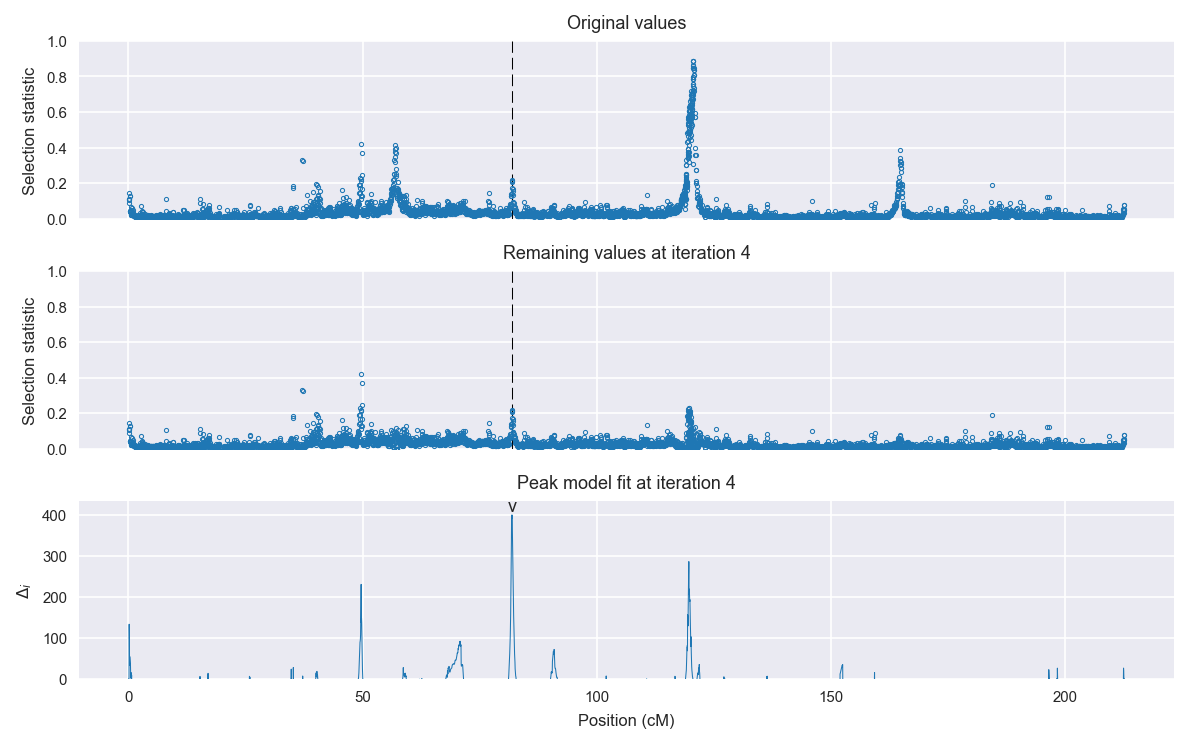 Original values
Selection statistic
1.0
0.8
0.6
0.4
0.2
0.0
Remaining values at iteration 4
Selection statistic
1.0
0.8
0.6
0.4
0.2
0.0
Peak model fit at iteration 4
v
Δi
400
300
200
100
0
0 50 100 150 200
Position (cM)